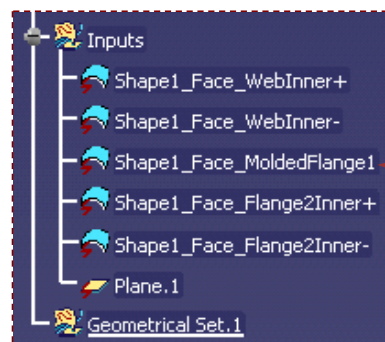 Inputs
Shape1_Face_WebInner+
Shape1_Face_WebInner-
Shape1_Face_MoldedFlange1
Shape1_Face_Flange2Inner+
Shape1_Face_Flange2Inner-
Plane.1
Geometrical Set.1